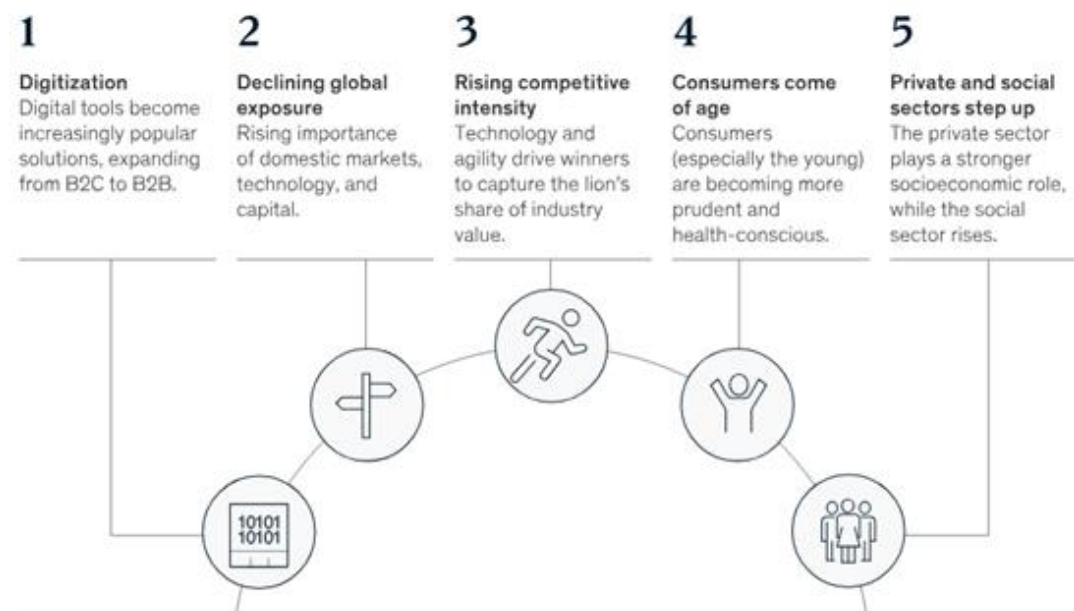 1
Digitization
Digital tools become
increasingly popular
solutions, expanding
from B2C to B2B.
2
Declining global
exposure
Rising importance
of domestic markets,
technology, and
capital.
3
Rising competitive
intensity
Technology and
agility drive winners
to capture the lion's
share of industry
value.
4
Consumers come
of age
Consumers
(especially the young)
are becoming more
prudent and
health-conscious.
5
Private and social
sectors step up
The private sector
plays a stronger
socioeconomic role,
while the social
sector rises.
10101
10101